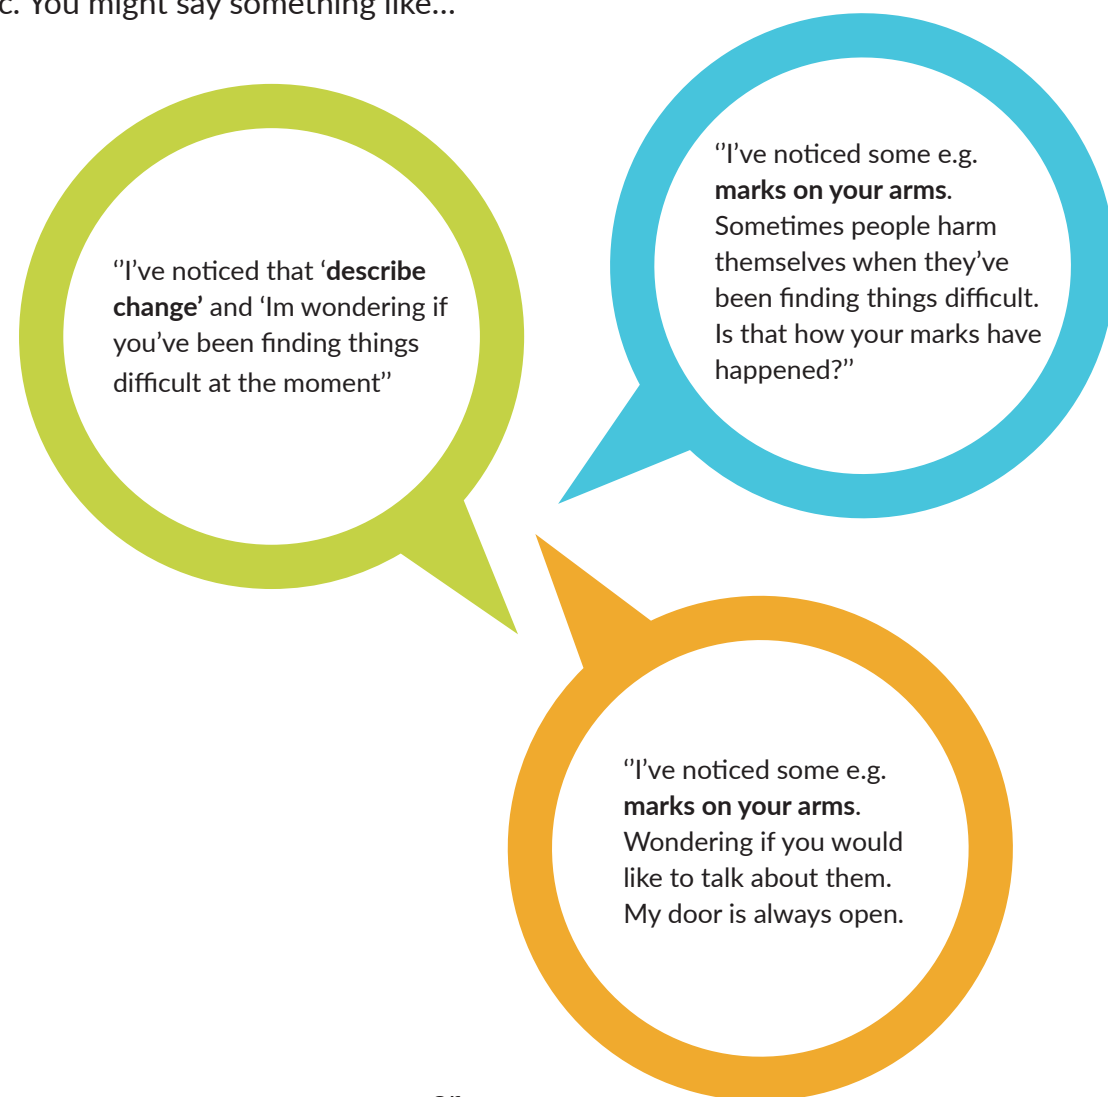 c. You might say something like...
‘’I’ve noticed that ‘describe
change’ and ‘Im wondering if
you’ve been finding things
difficult at the moment’’
‘’I’ve noticed some e.g.
marks on your arms.
Sometimes people harm
themselves when they’ve
been finding things difficult.
Is that how your marks have
happened?’’
‘’I’ve noticed some e.g.
marks on your arms.
Wondering if you would
like to talk about them.
My door is always open.